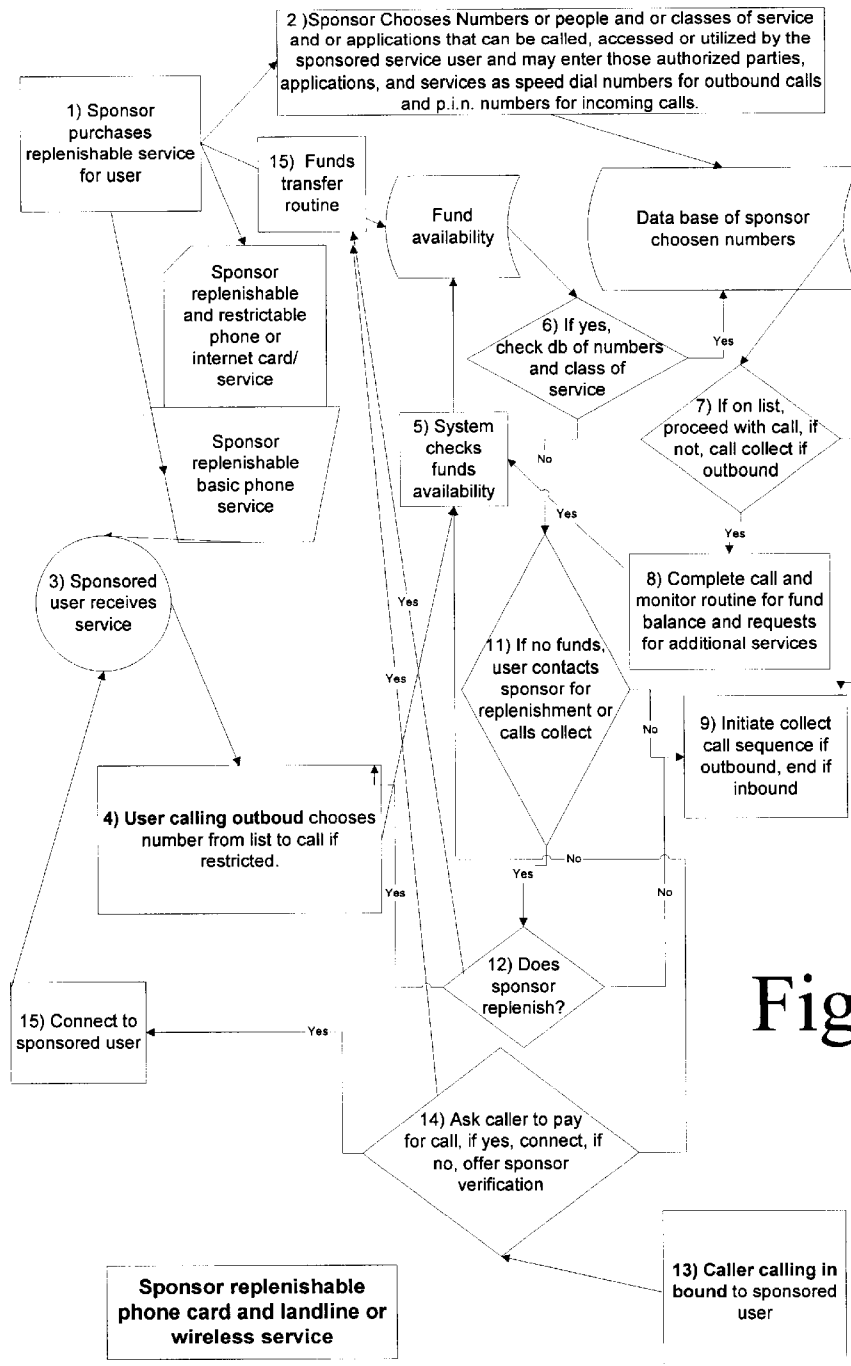 2 )Sponsor Chooses Numbers or people and or classes of service
and or applications that can be called, accessed or utilized by the
sponsored service user and may enter those authorized parties,
applications, and services as speed dial numbers for outbound calls
and p.i.n. numbers for incoming calls.
1) Sponsor
purchases
replenishable service
for user
15) Funds
transfer
routine
Fund
availability
Data base of sponsor
choosen numbers
Sponsor
replenishable
and restrictable
phone or
internet card/
service
6) If yes,
check db of numbers
and class of
service
Yes
7) If on list,
proceed with call, if
not, call collect if
outbound
5) System
checks
funds
availability
No
Sponsor
replenishable
basic phone
service
Yes
Yes
3) Sponsored
user receives
service
8) Complete call and
monitor routine for fund
balance and requests
for additional services
Yes
11) If no funds,
user contacts
sponsor for
replenishment or
calls collect
Yes
No
No
9) Initiate collect
call sequence if
outbound, end if
inbound
4) User calling outboud chooses
number from list to call if
restricted.
No
Yes
Yes
No
12) Does
sponsor
replenish?
Fig
15) Connect to
sponsored user
Yes
14) Ask caller to pay
for call, if yes, connect, if
no, offer sponsor
verification
13) Caller calling in
bound to sponsored
user
Sponsor replenishable
phone card and landline or
wireless service